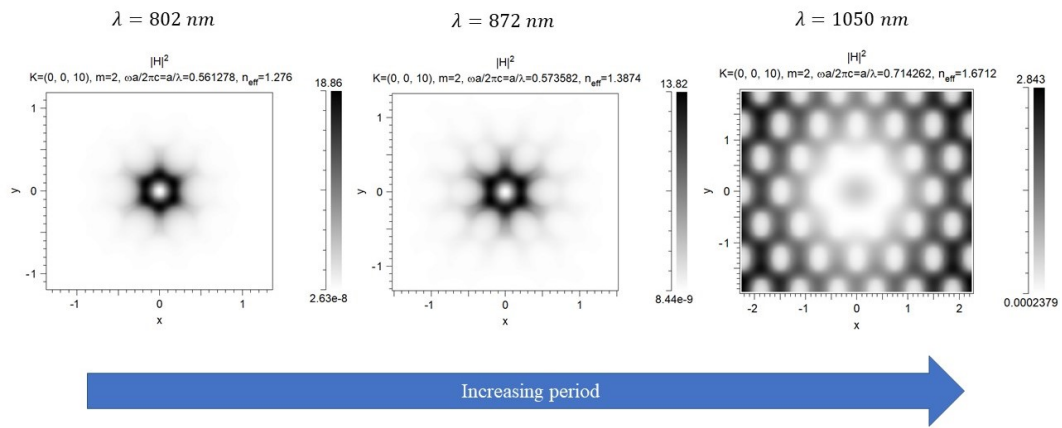 λ = 802 nm
λ = 872 nm
λ = 1050 nm
|H|²
K=(0, 0, 10), m=2, ωa/2πc=a/λ=0.561278, n_eff=1.276
18.86
1
0
-1
y
-1
0
1
x
2.63e-8
|H|²
K=(0, 0, 10), m=2, ωa/2πc=a/λ=0.573582, n_eff=1.3874
13.82
1
0
-1
y
-1
0
1
x
8.44e-9
|H|²
K=(0, 0, 10), m=2, ωa/2πc=a/λ=0.714262, n_eff=1.6712
2.843
1
0
-1
y
-2
-1
0
1
2
x
0.0002379
Increasing period